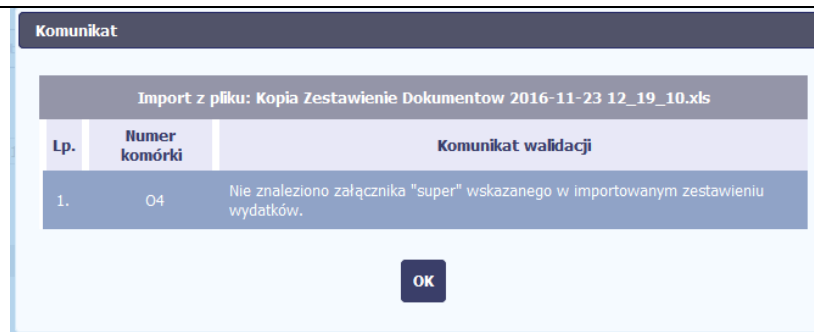 Komunikat
Import z pliku: Kopia Zestawienie Dokumentow 2016-11-23 12_19_10.xls
Lp. Numer komórki Komunikat walidacji
1. O4 Nie znaleziono załącznika "super" wskazanego w importowanym zestawieniu
wydatków.
OK